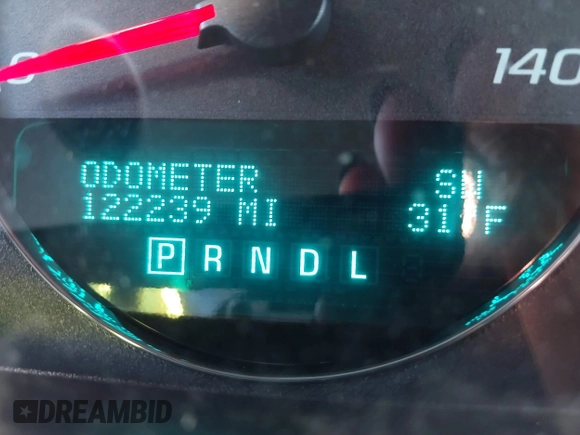 140
ODOMETER SW
122239 MI 31°F
P R N D L
DREAMBID